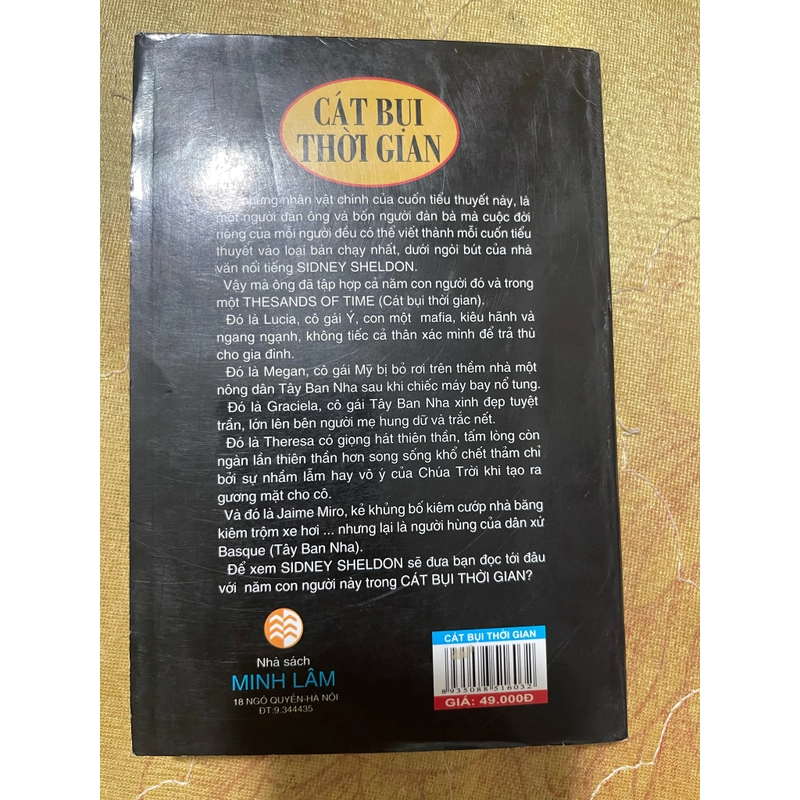 CÁT BỤI
THỜI GIAN
những nhân vật chính của cuốn tiểu thuyết này, là
một người đàn ông và bốn người đàn bà mà cuộc đời
riêng của mỗi người đều có thể viết thành mỗi cuốn tiểu
thuyết vào loại bán chạy nhất, dưới ngòi bút của nhà
văn nổi tiếng SIDNEY SHELDON.
Vậy mà ông đã tập hợp cả năm con người đó và trong
một THESANDS OF TIME (Cát bụi thời gian).
Đó là Lucia, cô gái Ý, con một mafia, kiêu hãnh và
ngang ngạnh, không tiếc cả thân xác mình để trả thù
cho gia đình.
Đó là Megan, cô gái Mỹ bị bỏ rơi trên thềm nhà một
nông dân Tây Ban Nha sau khi chiếc máy bay nổ tung.
Đó là Graciela, cô gái Tây Ban Nha xinh đẹp tuyệt
trần, lớn lên bên người mẹ hung dữ và trắc nết.
Đó là Theresa có giọng hát thiên thần, tấm lòng còn
ngàn lần thiên thần hơn song sống khổ chết thảm chỉ
bởi sự nhầm lẫm hay vô ý của Chúa Trời khi tạo ra
gương mặt cho cô.
Và đó là Jaime Miro, kẻ khủng bố kiêm cướp nhà băng
kiêm trộm xe hơi ... nhưng lại là người hùng của dân xứ
Basque (Tây Ban Nha).
Để xem SIDNEY SHELDON sẽ đưa bạn đọc tới đâu
với năm con người này trong CÁT BỤI THỜI GIAN?
Nhà sách
MINH LÂM
18 NGÔ QUYỀN-HÀ NỘI
ĐT:9.344435
CÁT BỤI THỜI GIAN
8935088516032
GIÁ: 49.000Đ